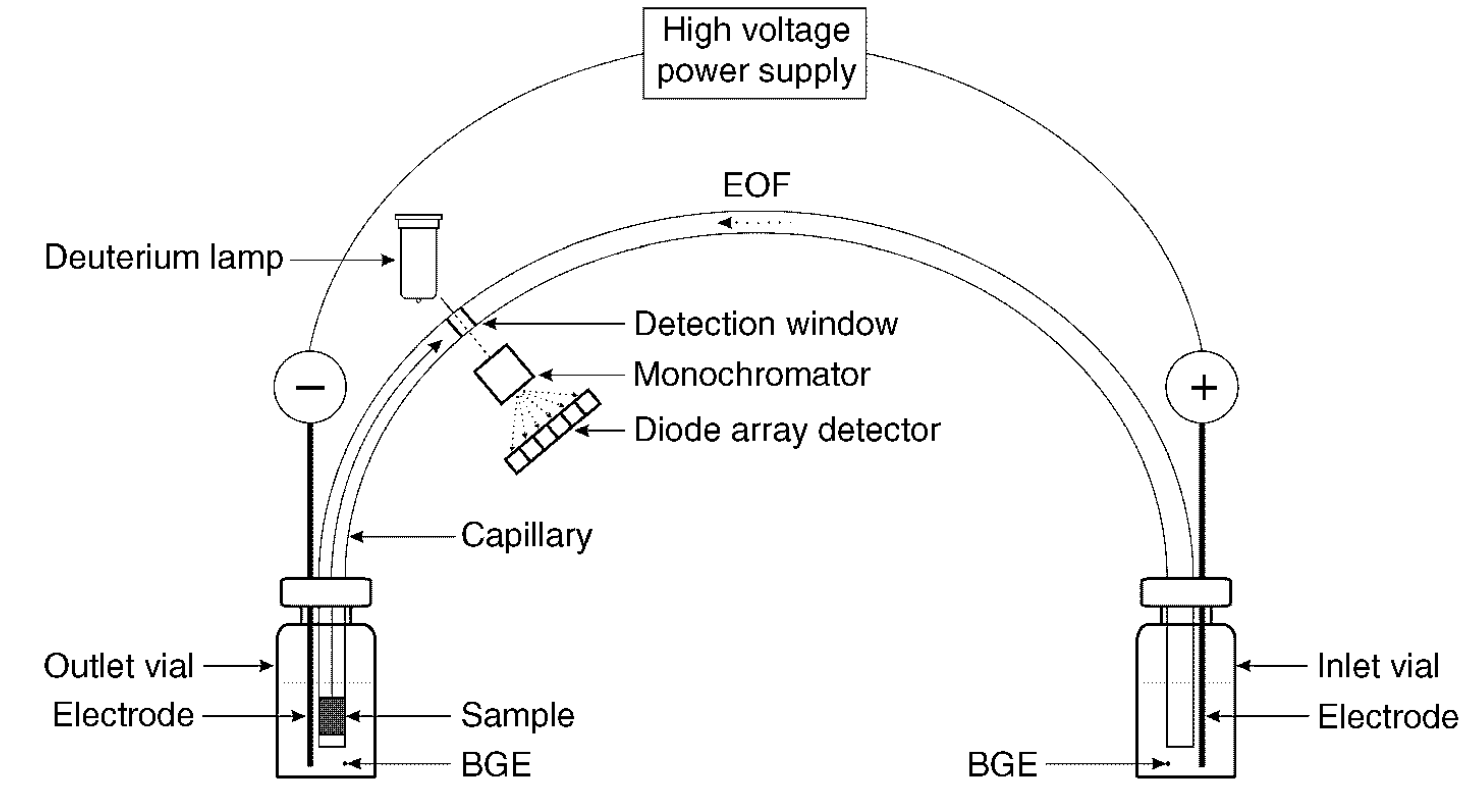 High voltage
power supply
EOF
Deuterium lamp
Detection window
Monochromator
Diode array detector
−
+
Capillary
Outlet vial
Inlet vial
Electrode
Sample
Electrode
BGE
BGE